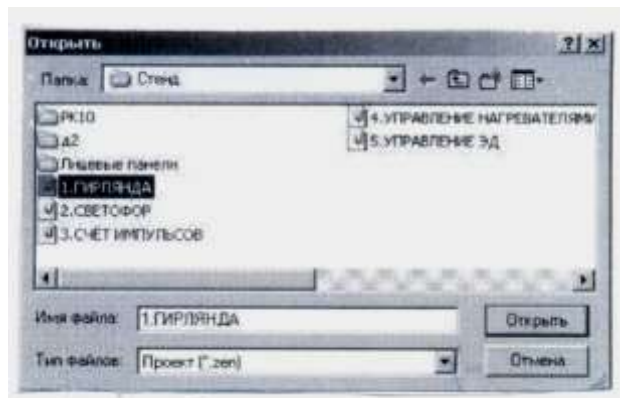 Открыть
Папка: Стенд
РК10
д2
Лицевые панели
1.ГИРЛЯНДА
2.СВЕТОФОР
3.СЧЁТ ИМПУЛЬСОВ
4.УПРАВЛЕНИЕ НАГРЕВАТЕЛЯМИ
5.УПРАВЛЕНИЕ ЭД
Имя файла: 1.ГИРЛЯНДА
Открыть
Тип файлов: Проект (*.zen)
Отмена